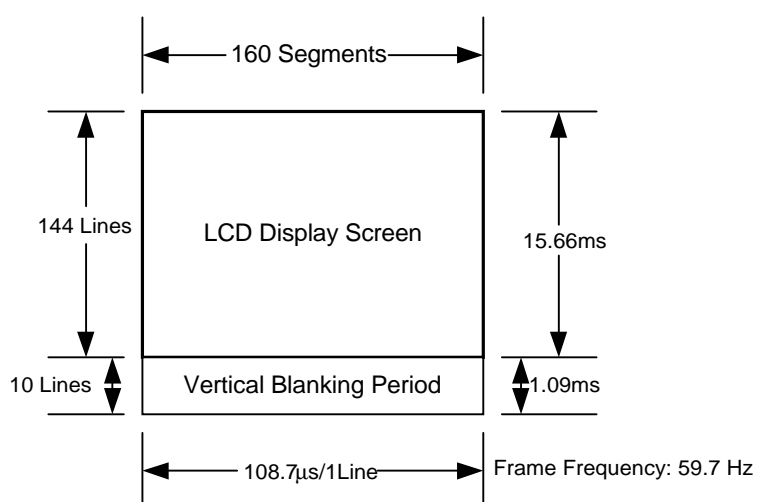 160 Segments
144 Lines
LCD Display Screen
15.66ms
10 Lines
Vertical Blanking Period
1.09ms
108.7µs/1Line
Frame Frequency: 59.7 Hz